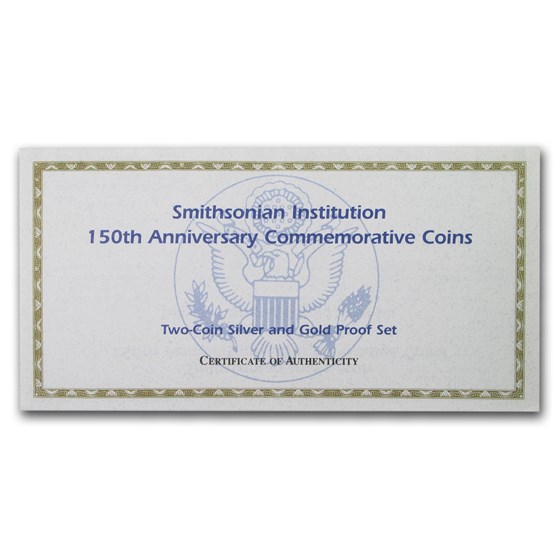 Smithsonian Institution
150th Anniversary Commemorative Coins
Two-Coin Silver and Gold Proof Set
Certificate of Authenticity